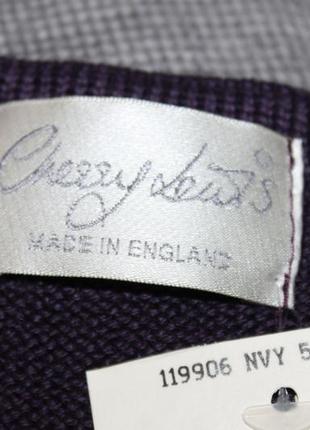 Cherry Lewis
MADE IN ENGLAND
119906 NVY 5